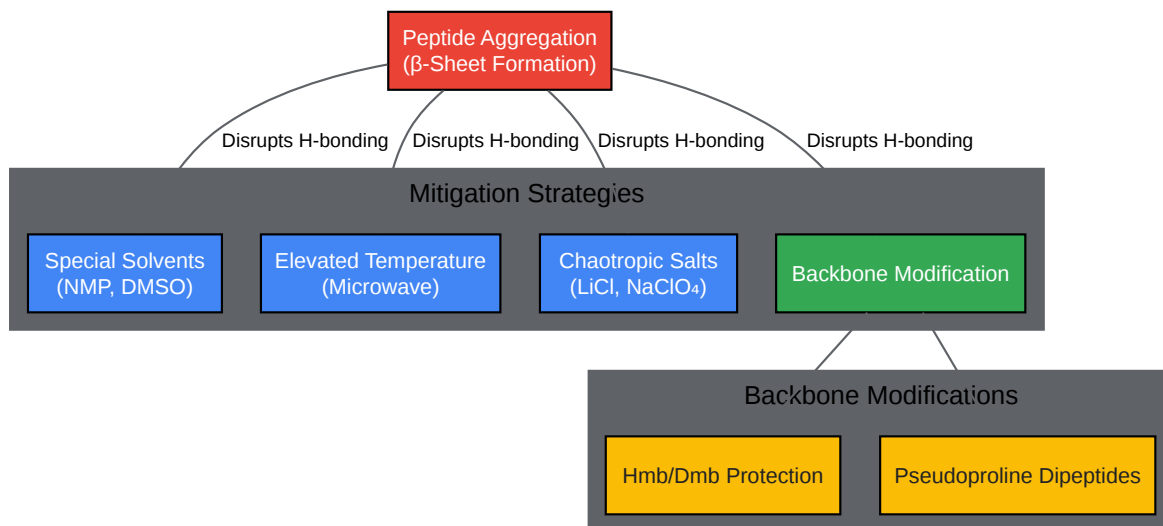 Peptide Aggregation
(β-Sheet Formation)
Disrupts H-bonding
Disrupts H-bonding
Disrupts H-bonding
Disrupts H-bonding
Mitigation Strategies
Special Solvents
(NMP, DMSO)
Elevated Temperature
(Microwave)
Chaotropic Salts
(LiCl, NaClO₄)
Backbone Modification
Backbone Modifications
Hmb/Dmb Protection
Pseudoproline Dipeptides